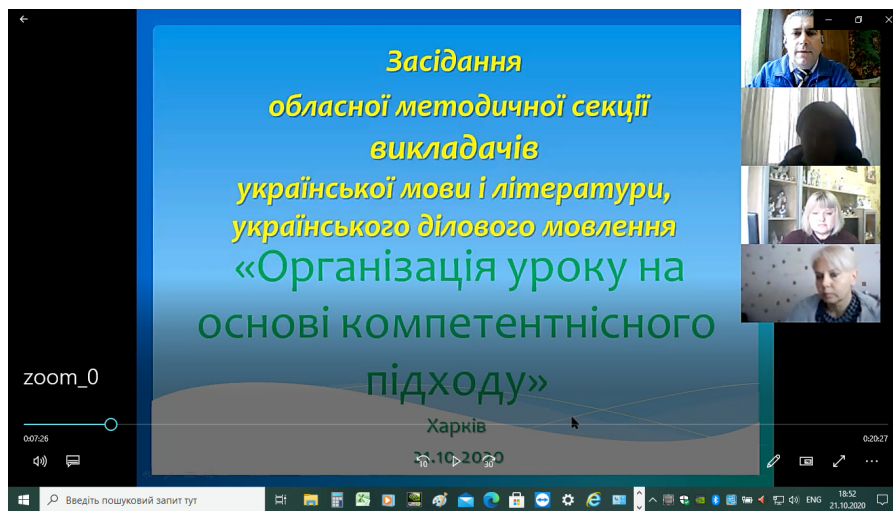 Засідання
обласної методичної секції
викладачів
української мови і літератури,
українського ділового мовлення
«Організація уроку на
основі компетентнісного
підходу»
Харків
21.10.2020
zoom_0
0:07:26
0:20:27
10
30
Введіть пошуковий запит тут
ENG
18:52
21.10.2020